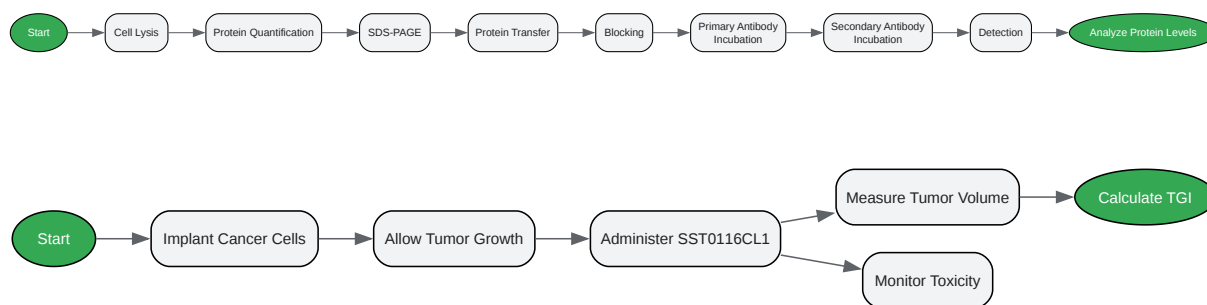 Start
Cell Lysis
Protein Quantification
SDS-PAGE
Protein Transfer
Blocking
Primary Antibody
Incubation
Secondary Antibody
Incubation
Detection
Analyze Protein Levels
Start
Implant Cancer Cells
Allow Tumor Growth
Administer SST0116CL1
Measure Tumor Volume
Calculate TGI
Monitor Toxicity